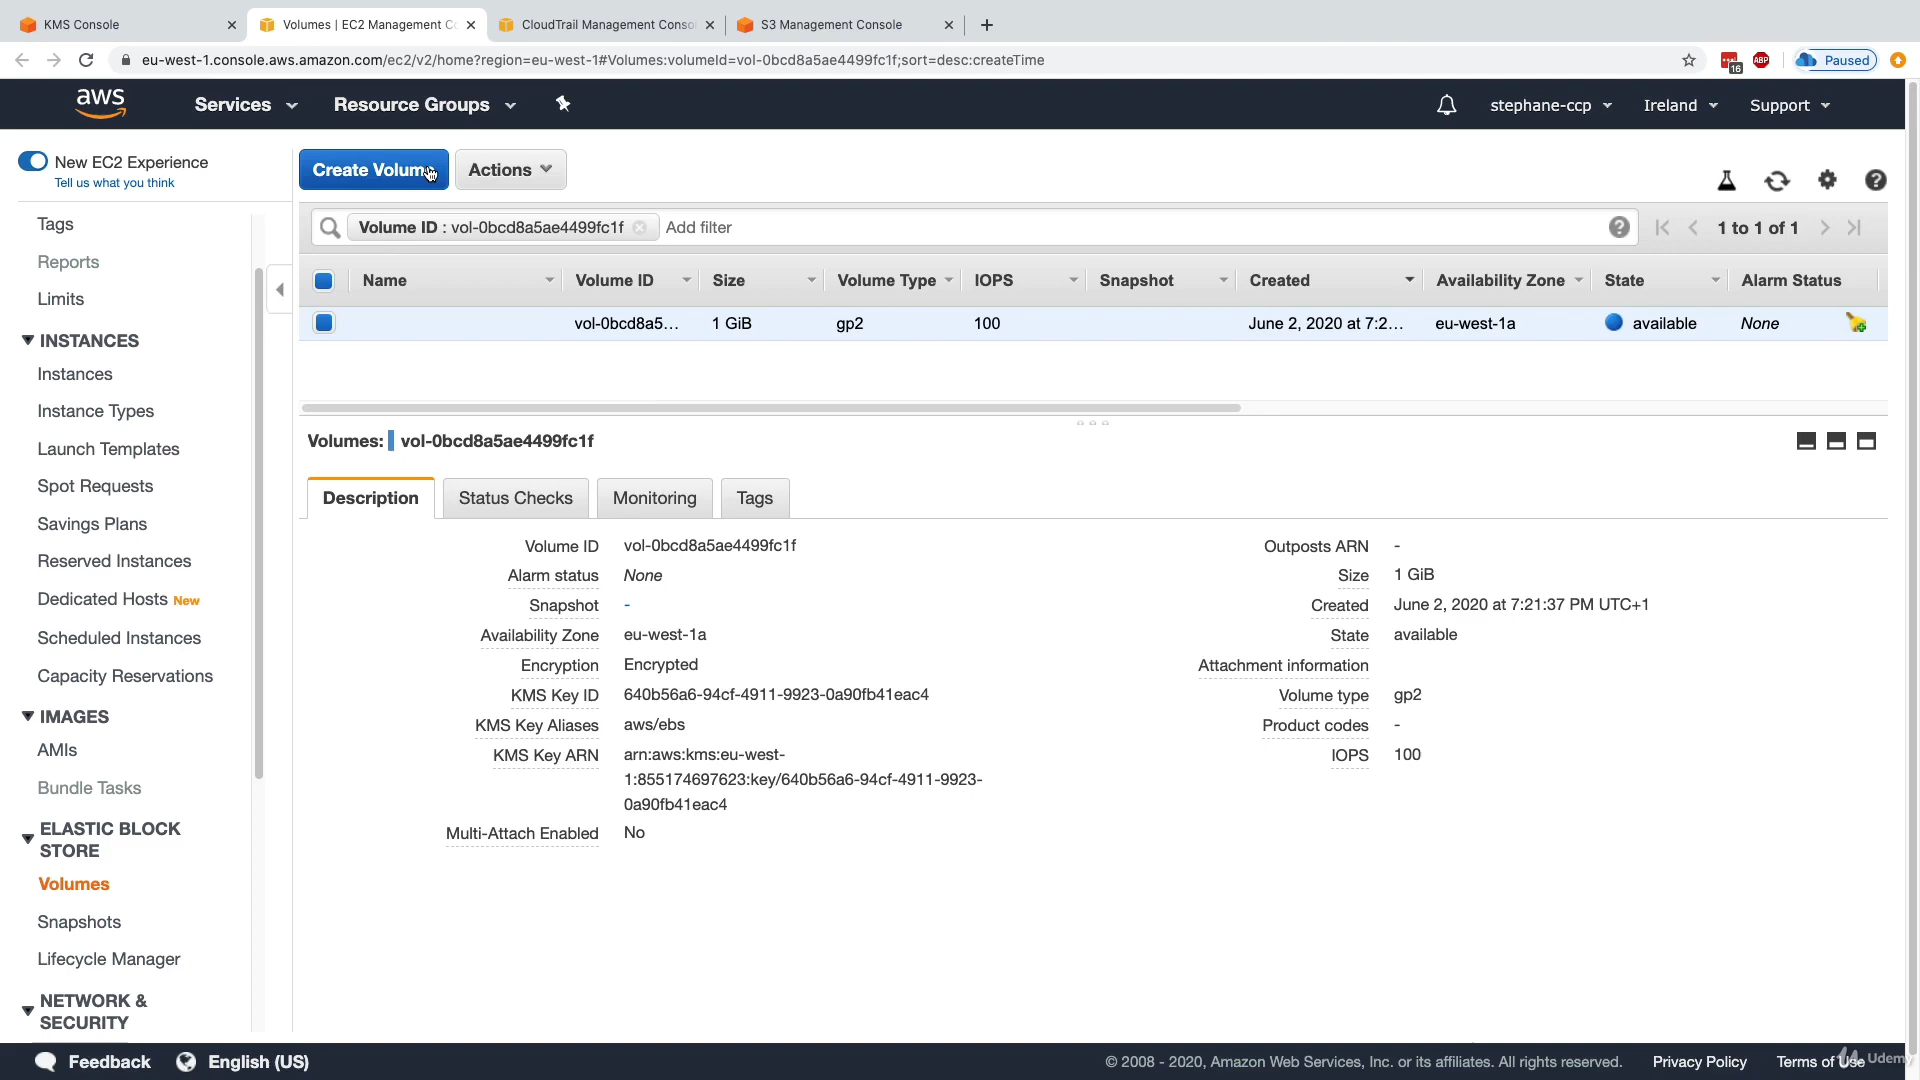 KMS Console
Volumes | EC2 Management Co
CloudTrail Management Conso
S3 Management Console
eu-west-1.console.aws.amazon.com/ec2/v2/home?region=eu-west-1#Volumes:volumeId=vol-0bcd8a5ae4499fc1f;sort=desc:createTime
16
ABP
Paused
aws
Services
Resource Groups
stephane-ccp
Ireland
Support
New EC2 Experience
Tell us what you think
Tags
Reports
Limits
INSTANCES
Instances
Instance Types
Launch Templates
Spot Requests
Savings Plans
Reserved Instances
Dedicated Hosts New
Scheduled Instances
Capacity Reservations
IMAGES
AMIs
Bundle Tasks
ELASTIC BLOCK
STORE
Volumes
Snapshots
Lifecycle Manager
NETWORK &
SECURITY
Create Volume
Actions
Volume ID : vol-0bcd8a5ae4499fc1f
Add filter
1 to 1 of 1
Name Volume ID Size Volume Type IOPS Snapshot Created Availability Zone State Alarm Status
vol-0bcd8a5... 1 GiB gp2 100 June 2, 2020 at 7:2... eu-west-1a available None
Volumes: vol-0bcd8a5ae4499fc1f
Description
Status Checks
Monitoring
Tags
Volume ID vol-0bcd8a5ae4499fc1f
Alarm status None
Snapshot -
Availability Zone eu-west-1a
Encryption Encrypted
KMS Key ID 640b56a6-94cf-4911-9923-0a90fb41eac4
KMS Key Aliases aws/ebs
KMS Key ARN arn:aws:kms:eu-west-
1:855174697623:key/640b56a6-94cf-4911-9923-
0a90fb41eac4
Multi-Attach Enabled No
Outposts ARN -
Size 1 GiB
Created June 2, 2020 at 7:21:37 PM UTC+1
State available
Attachment information
Volume type gp2
Product codes -
IOPS 100
Feedback
English (US)
© 2008 - 2020, Amazon Web Services, Inc. or its affiliates. All rights reserved.
Privacy Policy
Terms of Use
Udemy